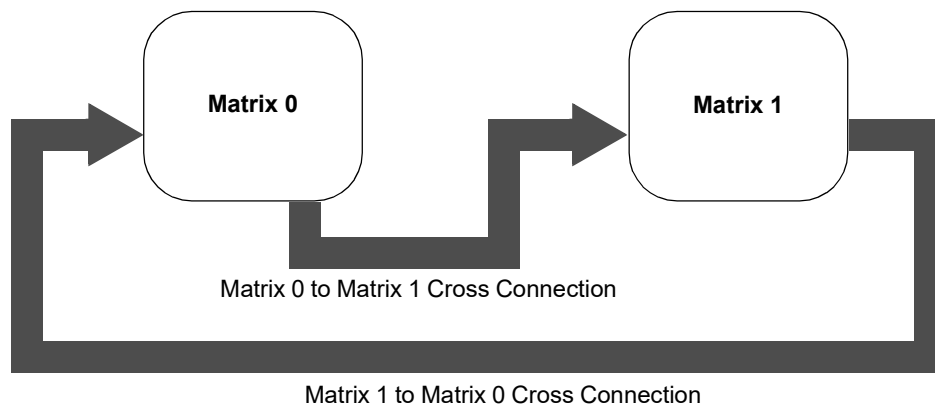 Matrix 0
Matrix 1
Matrix 0 to Matrix 1 Cross Connection
Matrix 1 to Matrix 0 Cross Connection